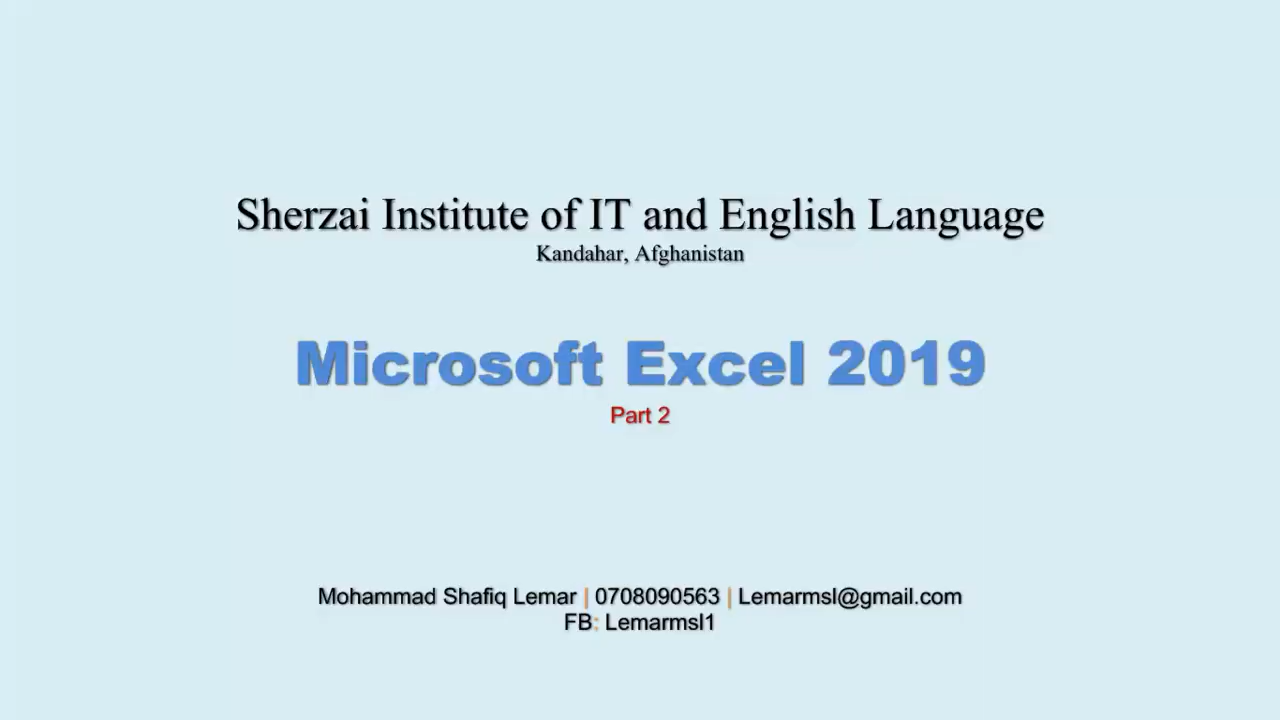 Sherzai Institute of IT and English Language
Kandahar, Afghanistan
Microsoft Excel 2019
Part 2
Mohammad Shafiq Lemar | 0708090563 | Lemarmsl@gmail.com
FB: Lemarmsl1